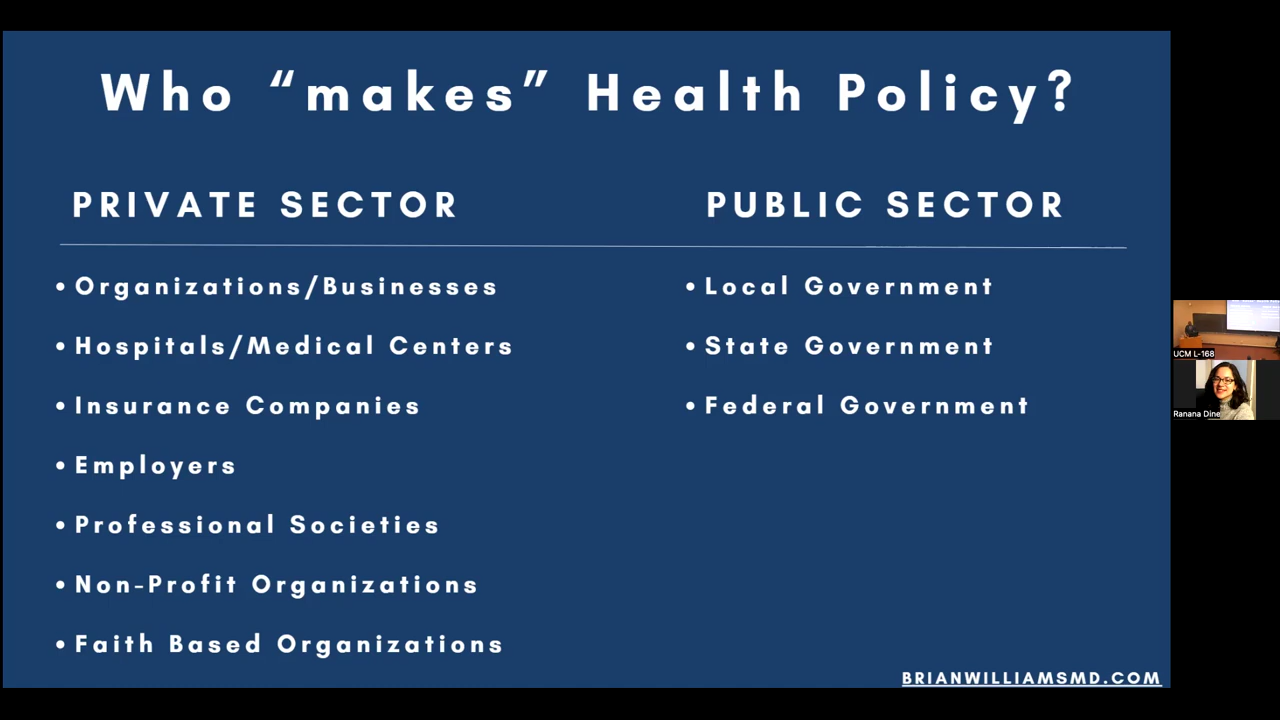 Who “makes” Health Policy?
PRIVATE SECTOR
• Organizations/Businesses
• Hospitals/Medical Centers
• Insurance Companies
• Employers
• Professional Societies
• Non-Profit Organizations
• Faith Based Organizations
PUBLIC SECTOR
• Local Government
• State Government
• Federal Government
BRIANWILLIAMSMD.COM
UCM L-168
Ranana Dine